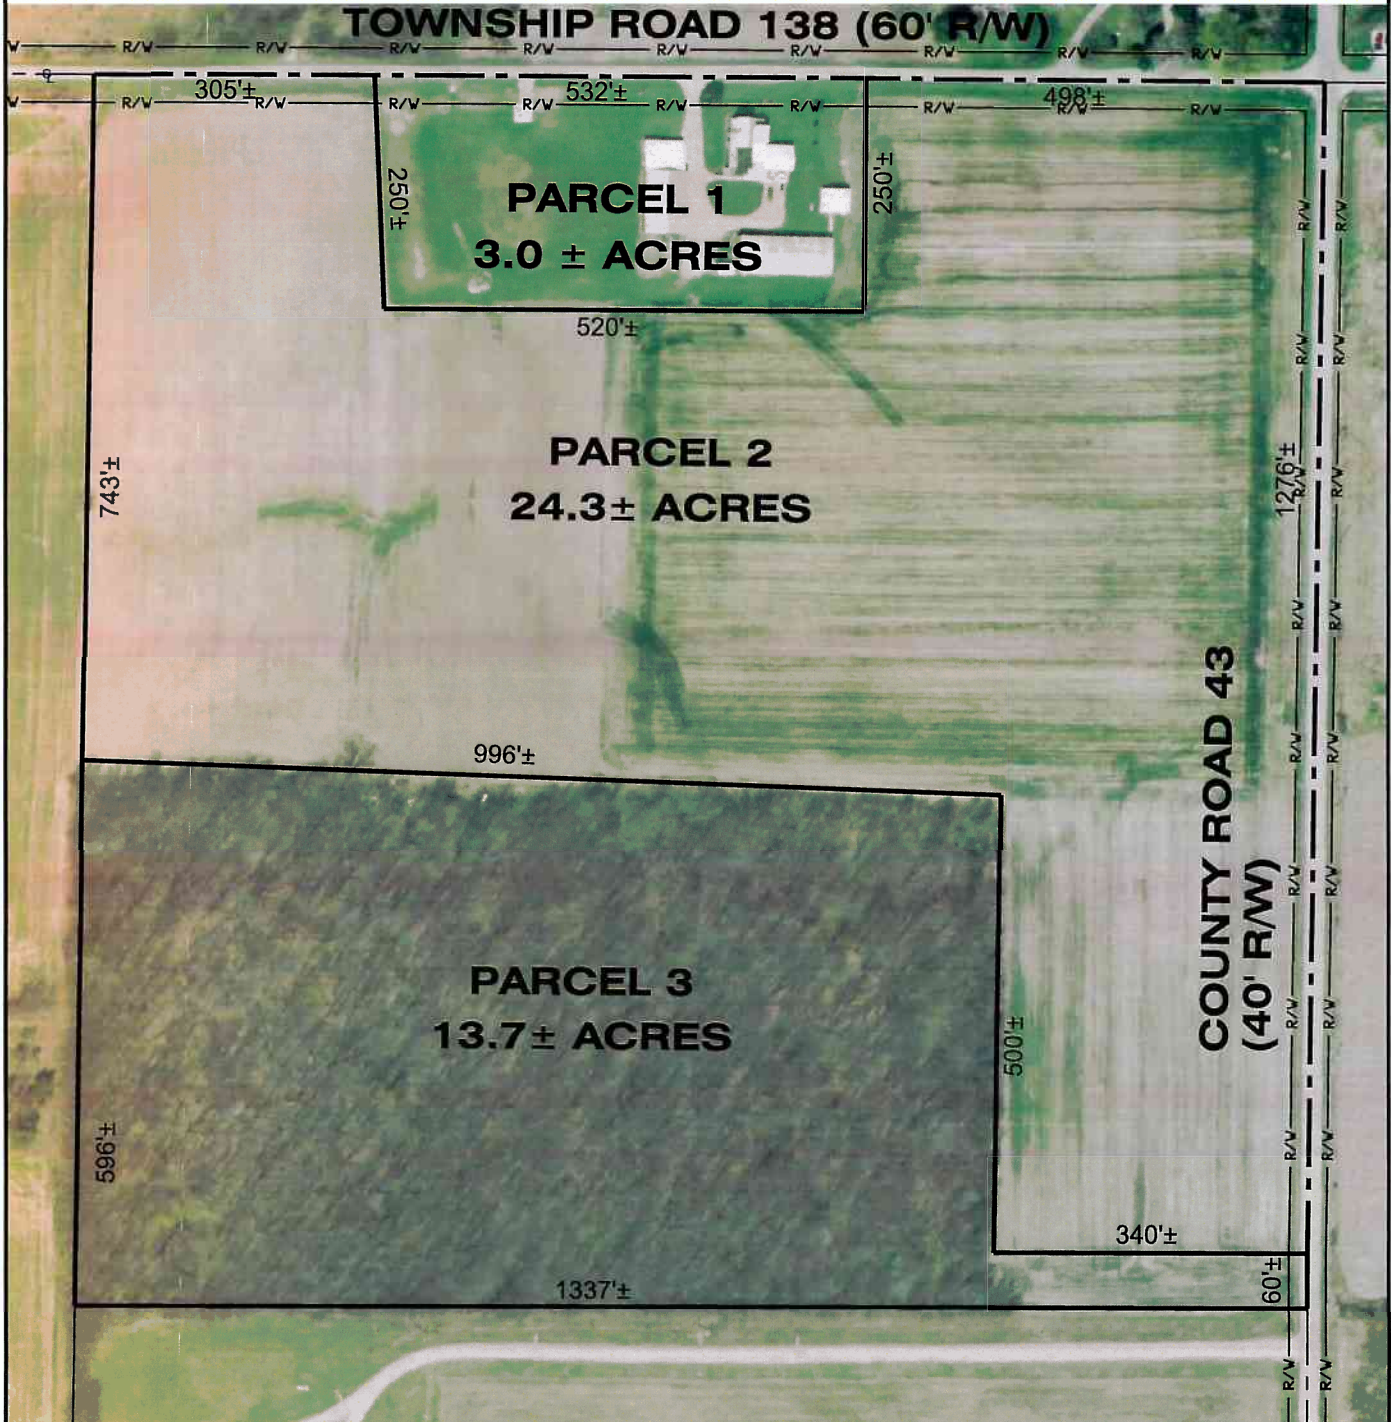 TOWNSHIP ROAD 138 (60' R/W)
W R/W R/W R/W R/W R/W R/W R/W R/W R/W
℄
305'± 532'± 498'±
W R/W R/W R/W R/W R/W R/W R/W R/W R/W
250'±
PARCEL 1
3.0 ± ACRES
250'±
520'±
R/W R/W
R/W R/W
PARCEL 2
24.3± ACRES
743'±
1276'±
R/W R/W
R/W R/W
R/W R/W
996'±
COUNTY ROAD 43
(40' R/W)
R/W R/W
PARCEL 3
13.7± ACRES
500'±
R/W R/W
596'±
R/W R/W
340'±
60'±
1337'±
R/W R/W